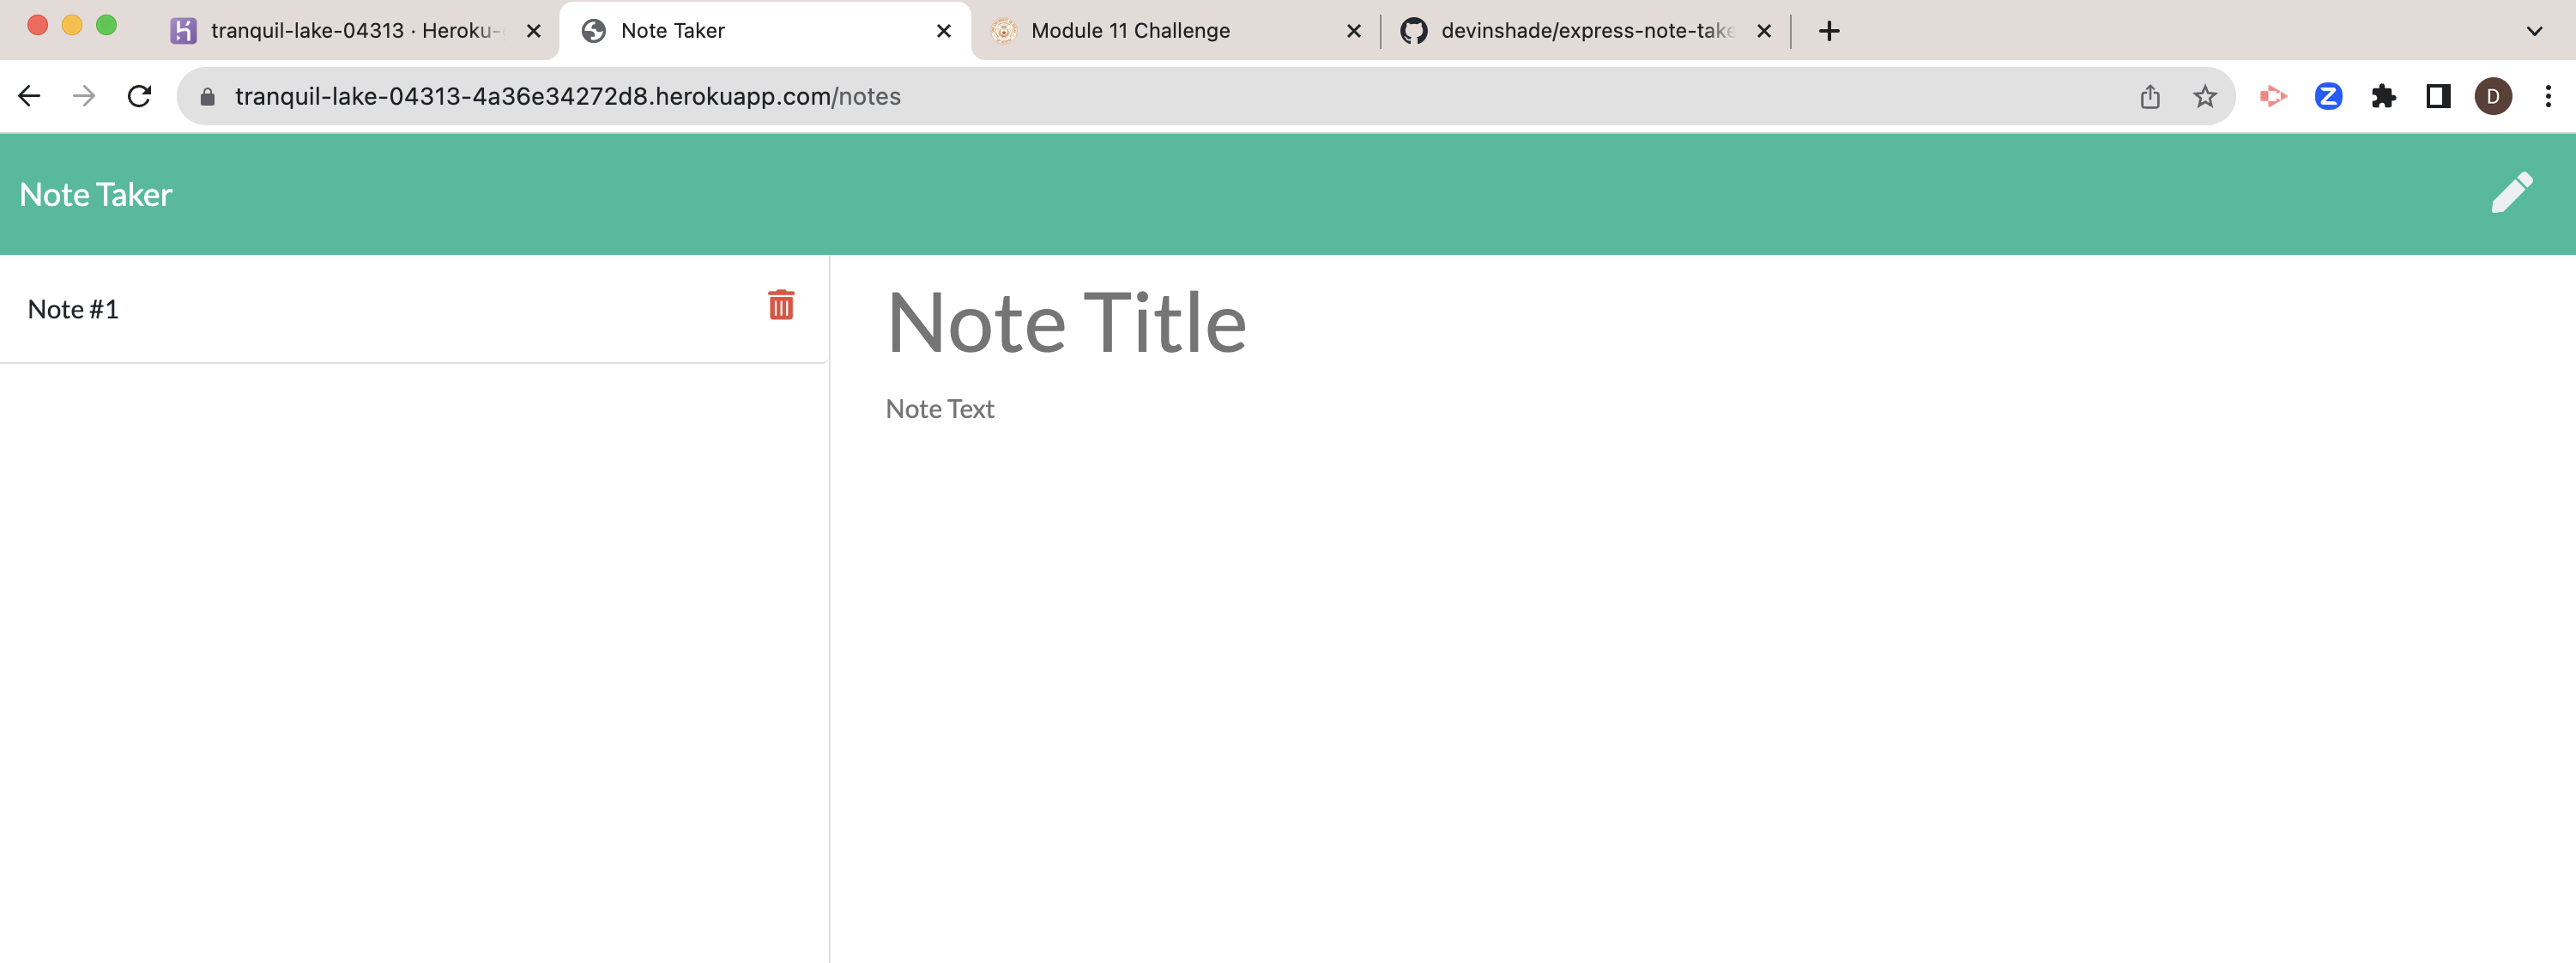 tranquil-lake-04313 · Heroku-
Note Taker
Module 11 Challenge
devinshade/express-note-take
tranquil-lake-04313-4a36e34272d8.herokuapp.com/notes
D
Note Taker
Note #1
Note Title
Note Text